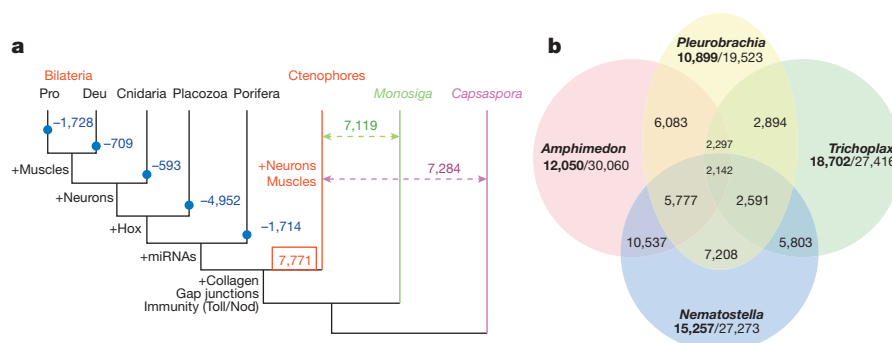 a
Bilateria
Ctenophores
Pro Deu Cnidaria Placozoa Porifera
Monosiga
Capsaspora
−1,728
−709
−593
−4,952
−1,714
7,119
7,284
+Neurons
Muscles
+Muscles
+Neurons
+Hox
+miRNAs
7,771
+Collagen
Gap junctions
Immunity (Toll/Nod)
b
Pleurobrachia
10,899/19,523
Amphimedon
12,050/30,060
Trichoplax
18,702/27,416
Nematostella
15,257/27,273
6,083
2,894
2,297
2,142
5,777
2,591
10,537
7,208
5,803